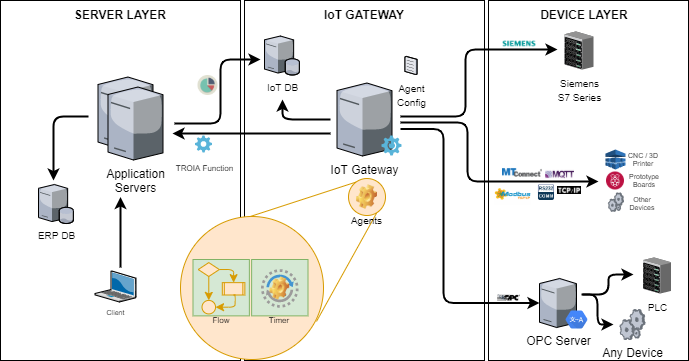 SERVER LAYER
IoT GATEWAY
DEVICE LAYER
IoT DB
Agent
Config
SIEMENS
Siemens
S7 Series
Application
Servers
TROIA Function
IoT Gateway
MTConnect
MQTT
Modbus
RS232
COMM
TCP/IP
CNC / 3D
Printer
Prototype
Boards
Other
Devices
ERP DB
Agents
Client
Flow
Timer
OPC
OPC Server
PLC
Any Device